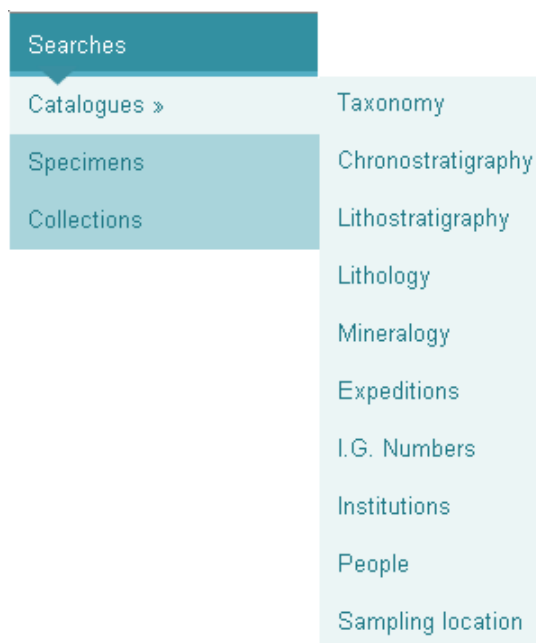 Searches
Catalogues »
Specimens
Collections
Taxonomy
Chronostratigraphy
Lithostratigraphy
Lithology
Mineralogy
Expeditions
I.G. Numbers
Institutions
People
Sampling location